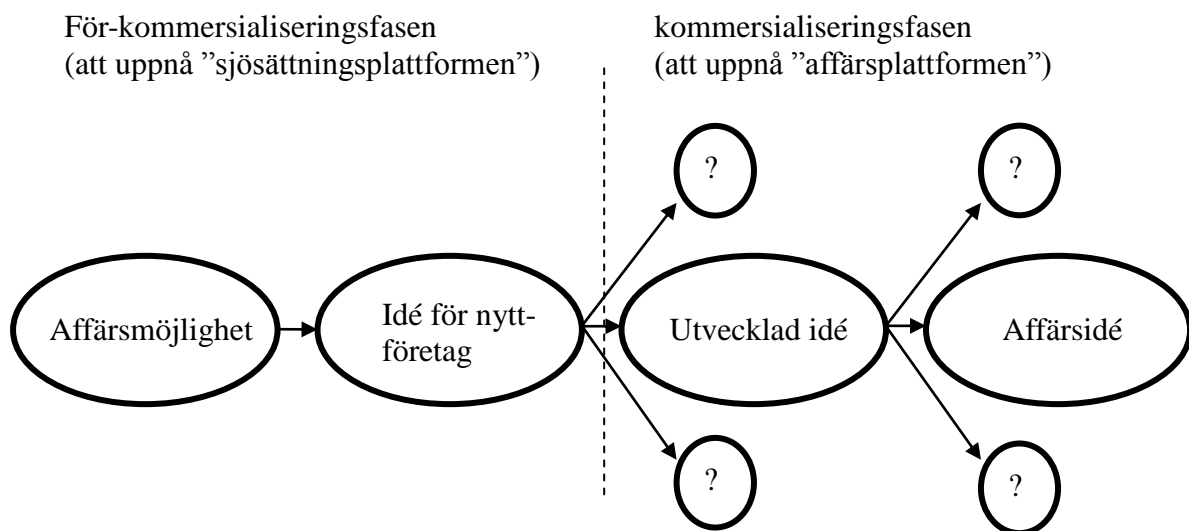 För-kommersialiseringsfasen
(att uppnå ”sjösättningsplattformen”)
kommersialiseringsfasen
(att uppnå ”affärsplattformen”)
?
?
Affärsmöjlighet
Idé för nytt-
företag
Utvecklad idé
Affärsidé
?
?